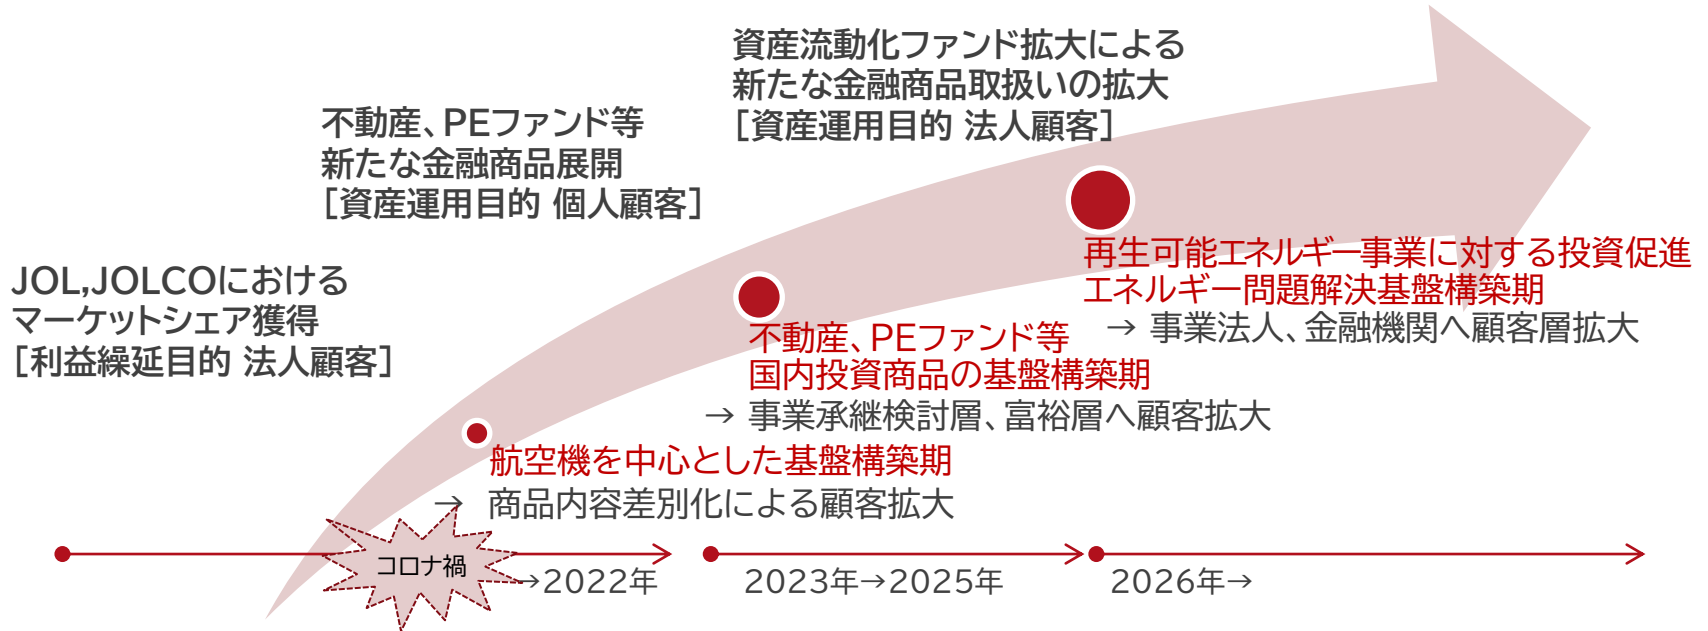 資産流動化ファンド拡大による
新たな金融商品取扱いの拡大
[資産運用目的 法人顧客]
不動産、PEファンド等
新たな金融商品展開
[資産運用目的 個人顧客]
JOL,JOLCOにおける
マーケットシェア獲得
[利益繰延目的 法人顧客]
再生可能エネルギー事業に対する投資促進
エネルギー問題解決基盤構築期
→ 事業法人、金融機関へ顧客層拡大
不動産、PEファンド等
国内投資商品の基盤構築期
→ 事業承継検討層、富裕層へ顧客拡大
航空機を中心とした基盤構築期
→ 商品内容差別化による顧客拡大
コロナ禍
→2022年
2023年→2025年
2026年→